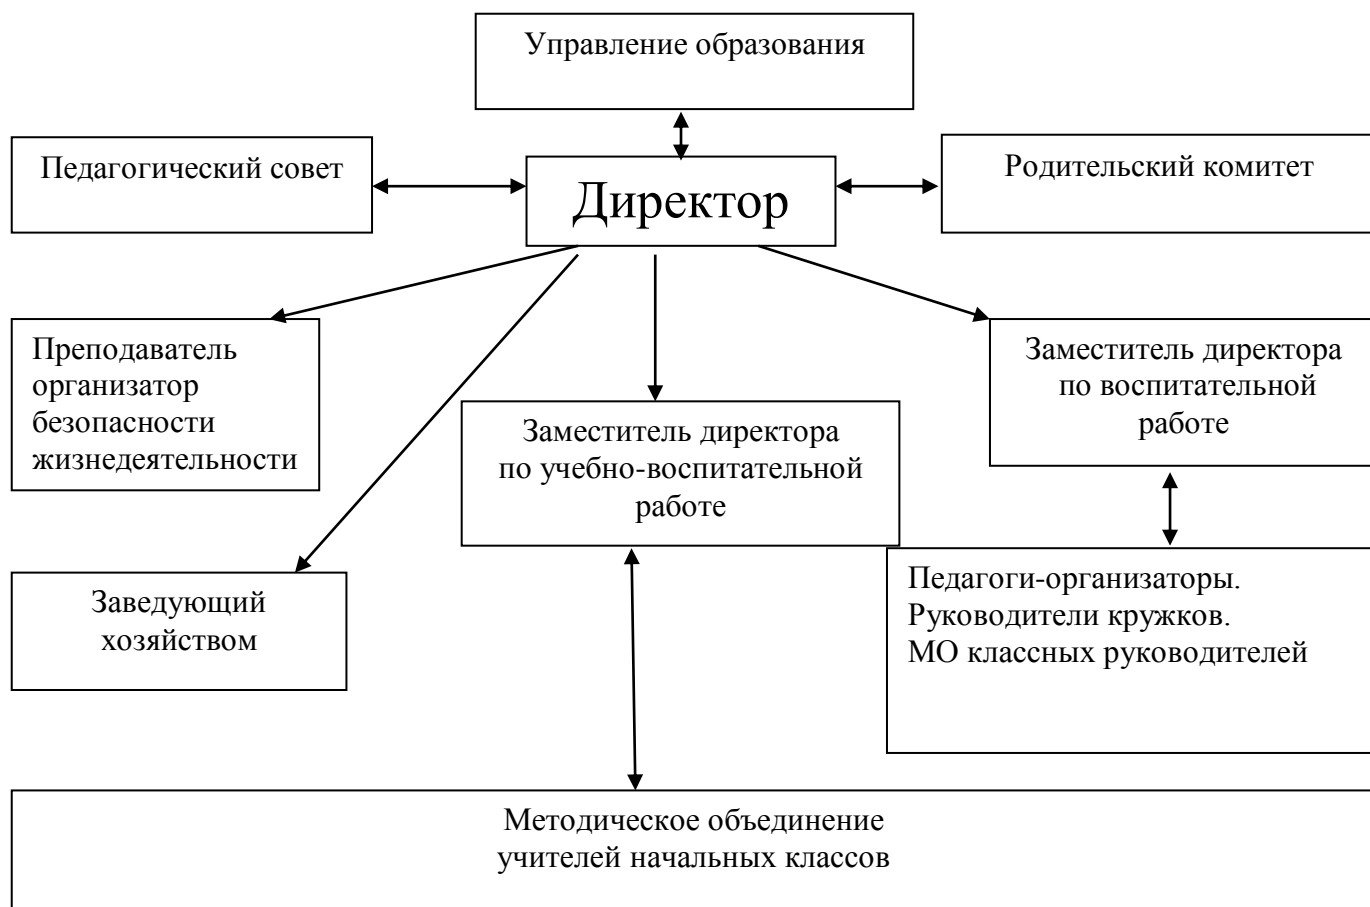 Управление образования
Педагогический совет
Директор
Родительский комитет
Преподаватель
организатор
безопасности
жизнедеятельности
Заместитель директора
по учебно-воспитательной
работе
Заместитель директора
по воспитательной
работе
Заведующий
хозяйством
Педагоги-организаторы.
Руководители кружков.
МО классных руководителей
Методическое объединение
учителей начальных классов